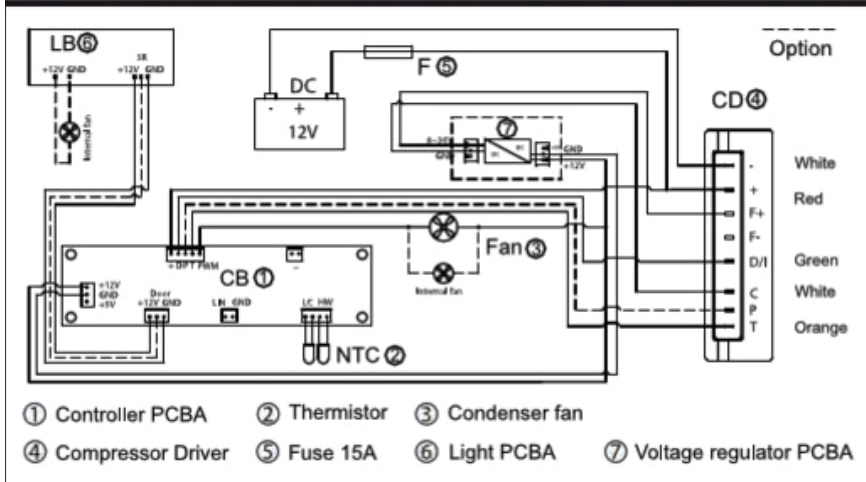 LB⑥
SR
+12V GND
+12V GND
Internal fan
DC
- +
12V
F⑤
Option
CD④
⑦
GND
GND
+12V
-
White
+
Red
F+
F-
D/I
Green
C
White
P
T
Orange
+ D P T PWM
-
CB①
Fan③
Internal fan
+12V
GND
+5V
Door
+12V GND
LIN GND
LC HW
NTC②
① Controller PCBA
② Thermistor
③ Condenser fan
④ Compressor Driver
⑤ Fuse 15A
⑥ Light PCBA
⑦ Voltage regulator PCBA